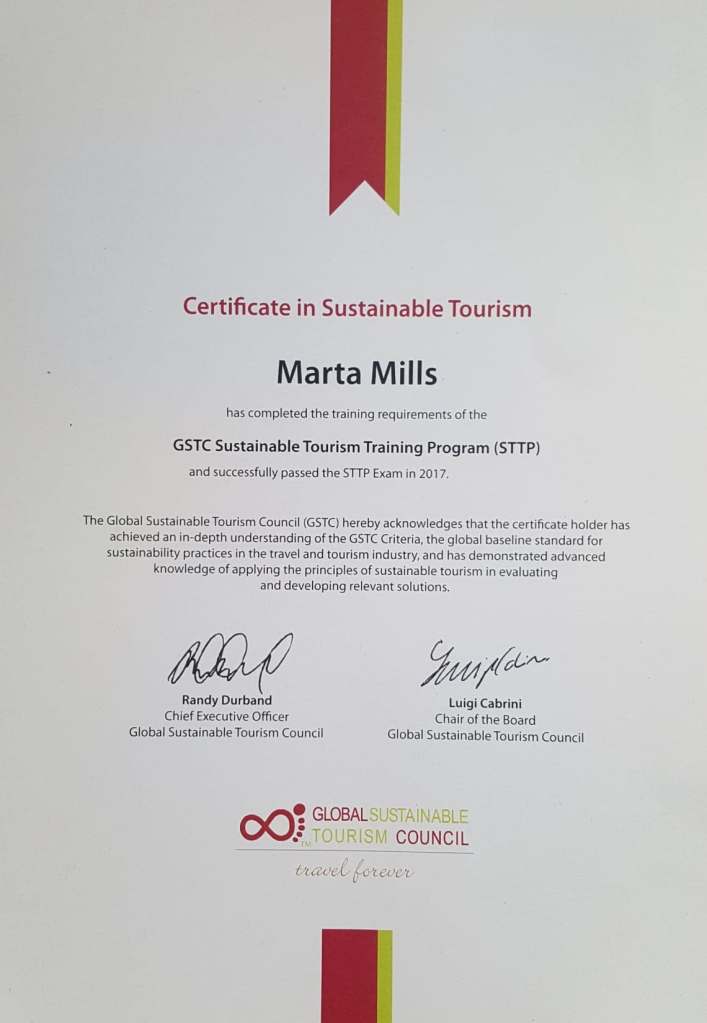 Certificate in Sustainable Tourism
Marta Mills
has completed the training requirements of the
GSTC Sustainable Tourism Training Program (STTP)
and successfully passed the STTP Exam in 2017.
The Global Sustainable Tourism Council (GSTC) hereby acknowledges that the certificate holder has
achieved an in-depth understanding of the GSTC Criteria, the global baseline standard for
sustainability practices in the travel and tourism industry, and has demonstrated advanced
knowledge of applying the principles of sustainable tourism in evaluating
and developing relevant solutions.
Randy Durband
Chief Executive Officer
Global Sustainable Tourism Council
Luigi Cabrini
Chair of the Board
Global Sustainable Tourism Council
GLOBAL SUSTAINABLE
TM TOURISM COUNCIL
travel forever